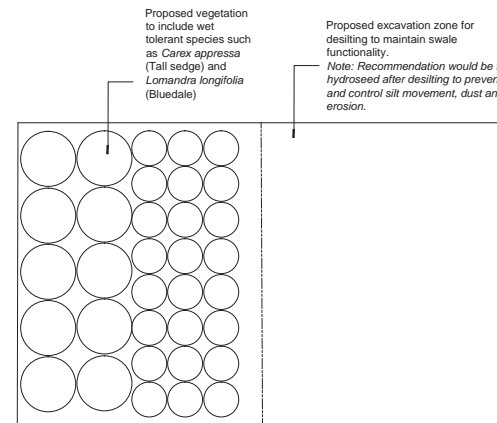 Proposed vegetation
to include wet
tolerant species such
as Carex appressa
(Tall sedge) and
Lomandra longifolia
(Bluedale)
Proposed excavation zone for
desilting to maintain swale
functionality.
Note: Recommendation would be
hydroseed after desilting to
and control silt movement, dust
erosion.